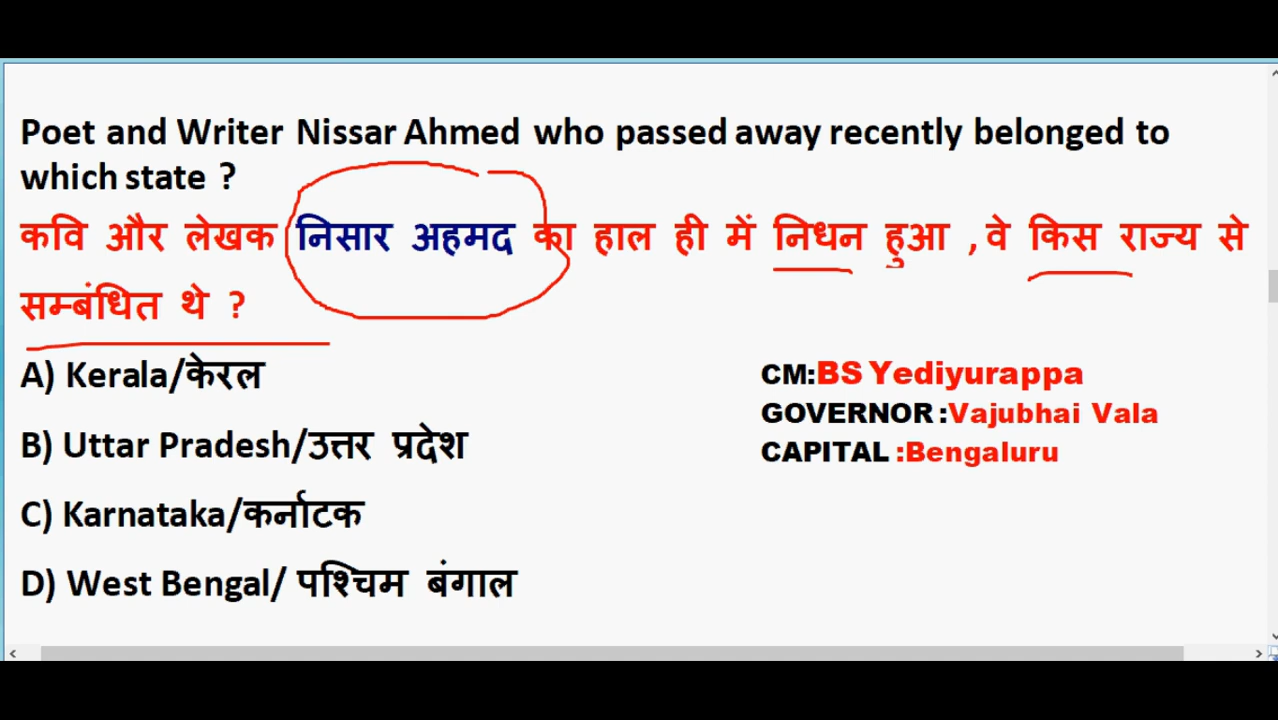 Poet and Writer Nissar Ahmed who passed away recently belonged to
which state ?
कवि और लेखक निसार अहमद का हाल ही में निधन हुआ , वे किस राज्य से
सम्बंधित थे ?
A) Kerala/केरल
B) Uttar Pradesh/उत्तर प्रदेश
C) Karnataka/कर्नाटक
D) West Bengal/ पश्चिम बंगाल
CM:BS Yediyurappa
GOVERNOR :Vajubhai Vala
CAPITAL :Bengaluru